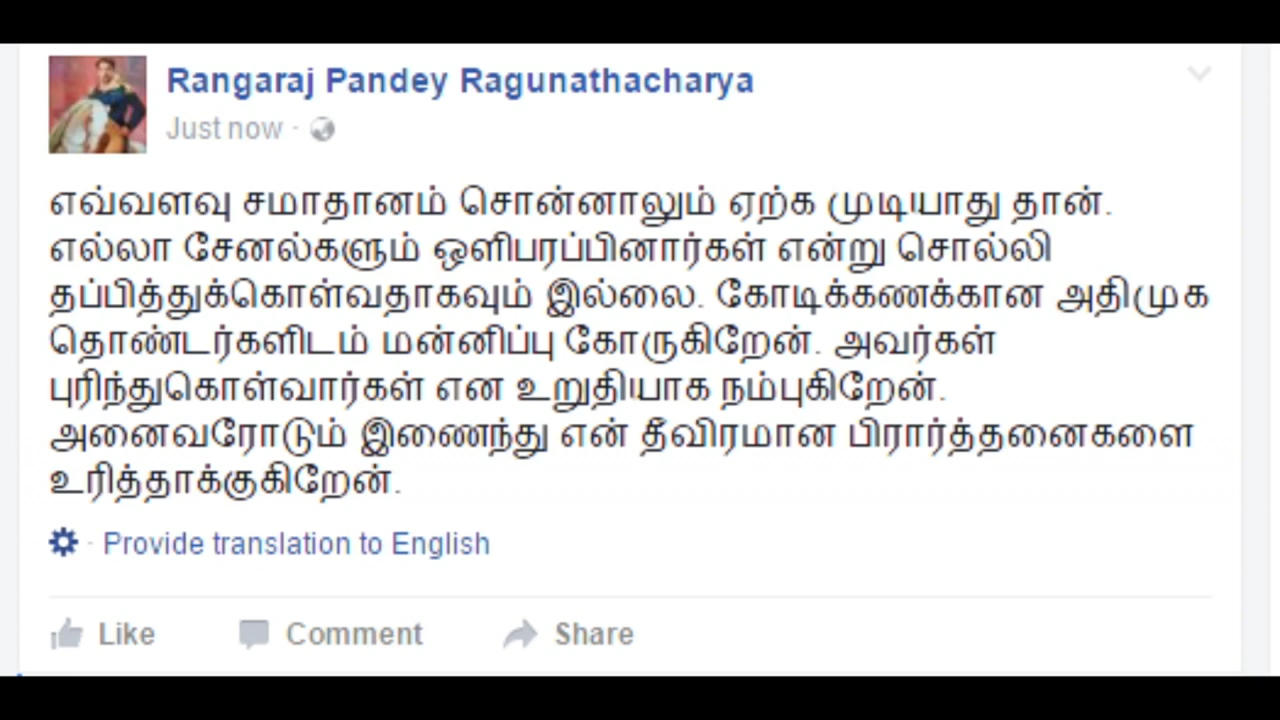 Rangaraj Pandey Ragunathacharya
Just now ·
எவ்வளவு சமாதானம் சொன்னாலும் ஏற்க முடியாது தான்.
எல்லா சேனல்களும் ஒளிபரப்பினார்கள் என்று சொல்லி
தப்பித்துக்கொள்வதாகவும் இல்லை. கோடிக்கணக்கான அதிமுக
தொண்டர்களிடம் மன்னிப்பு கோருகிறேன். அவர்கள்
புரிந்துகொள்வார்கள் என உறுதியாக நம்புகிறேன்.
அனைவரோடும் இணைந்து என் தீவிரமான பிரார்த்தனைகளை
உரித்தாக்குகிறேன்.
· Provide translation to English
Like Comment Share